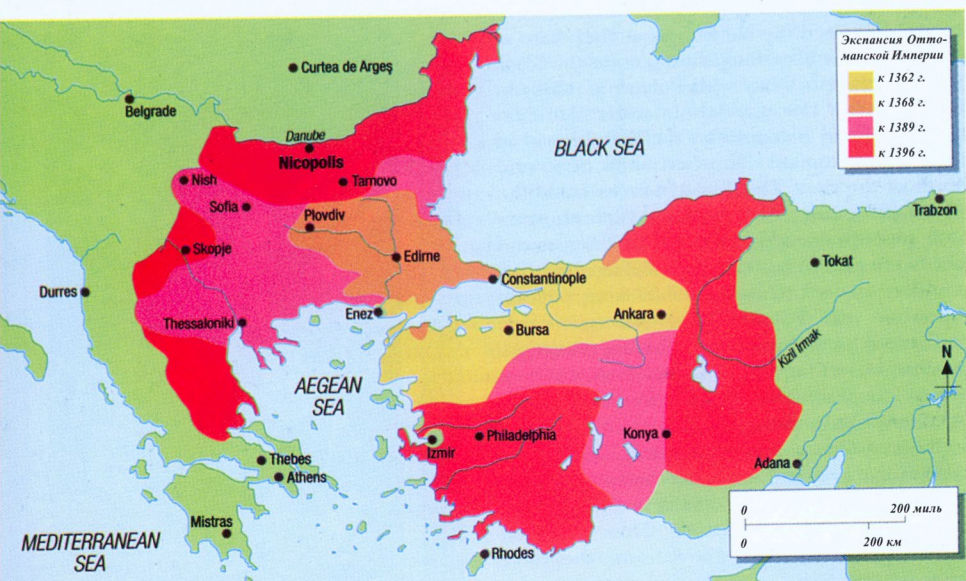 Экспансия Отто-
манской Империи
к 1362 г.
к 1368 г.
к 1389 г.
к 1396 г.
Curtea de Argeş
Belgrade
Danube
Nicopolis
BLACK SEA
Nish
Tarnovo
Sofia
Plovdiv
Trabzon
Skopje
Edirne
Tokat
Constantinople
Durres
Enez
Ankara
Thessaloniki
Bursa
Kizil Irmak
N
AEGEAN
SEA
Philadelphia
Konya
Izmir
Thebes
Adana
Athens
0
200 миль
0
200 км
Mistras
MEDITERRANEAN
SEA
Rhodes